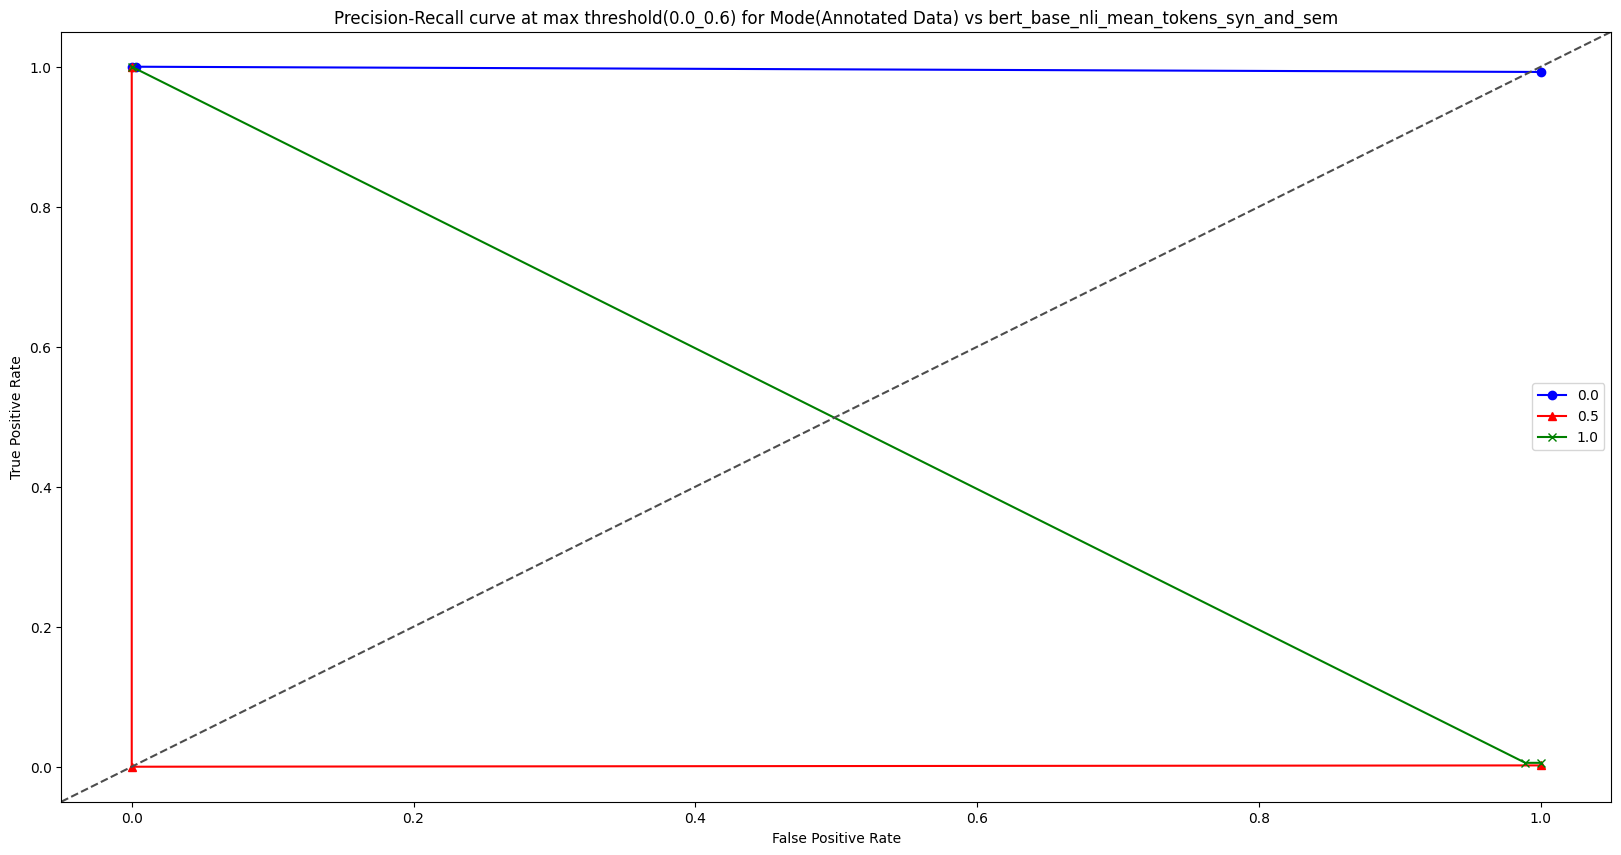 Precision-Recall curve at max threshold(0.0_0.6) for Mode(Annotated Data) vs bert_base_nli_mean_tokens_syn_and_sem
1.0
0.8
0.6
0.4
0.2
0.0
True Positive Rate
0.0
0.5
1.0
0.0 0.2 0.4 0.6 0.8 1.0
False Positive Rate